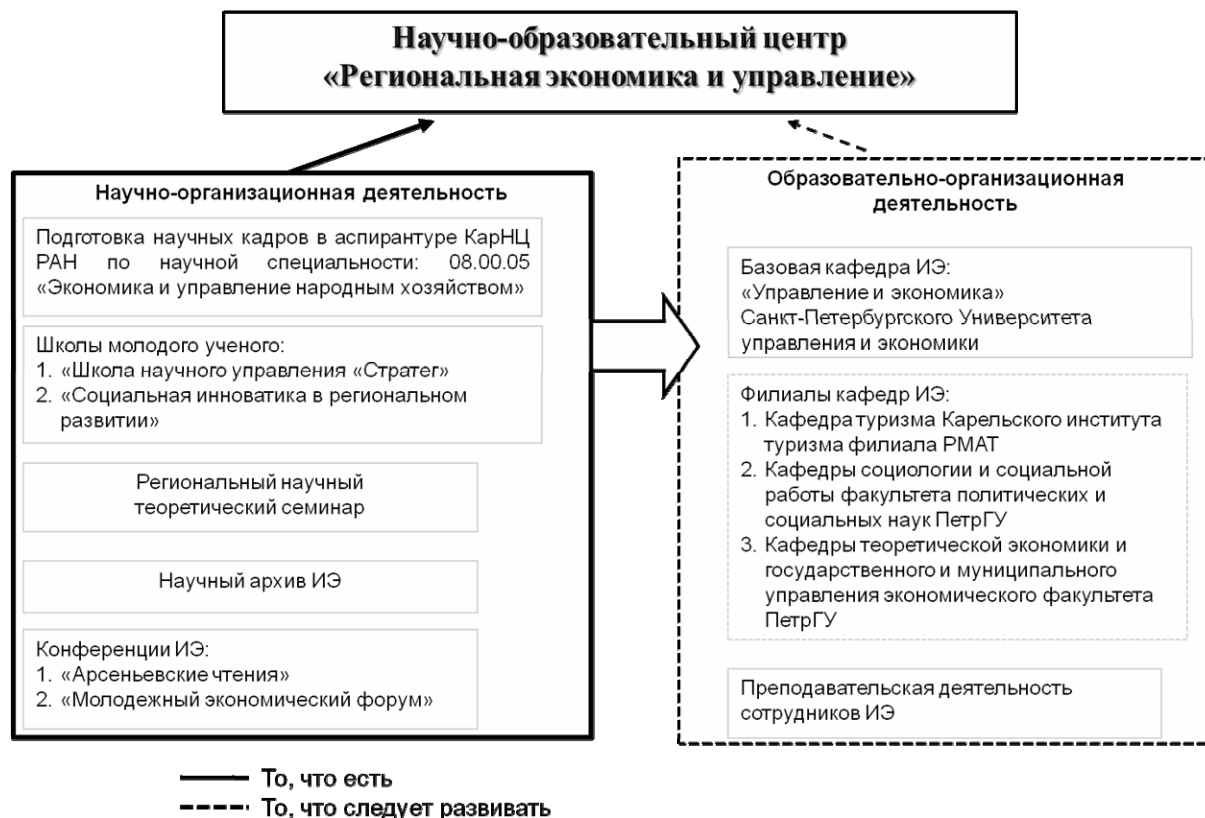 Научно-образовательный центр
«Региональная экономика и управление»
Научно-организационная деятельность
Подготовка научных кадров в аспирантуре КарНЦ
РАН по научной специальности: 08.00.05
«Экономика и управление народным хозяйством»
Школы молодого ученого:
1. «Школа научного управления «Стратег»
2. «Социальная инноватика в региональном
развитии»
Региональный научный
теоретический семинар
Научный архив ИЭ
Конференции ИЭ:
1. «Арсеньевские чтения»
2. «Молодежный экономический форум»
Образовательно-организационная
деятельность
Базовая кафедра ИЭ:
«Управление и экономика»
Санкт-Петербургского Университета
управления и экономики
Филиалы кафедр ИЭ:
1. Кафедра туризма Карельского института
туризма филиала РМАТ
2. Кафедры социологии и социальной
работы факультета политических и
социальных наук ПетрГУ
3. Кафедры теоретической экономики и
государственного и муниципального
управления экономического факультета
ПетрГУ
Преподавательская деятельность
сотрудников ИЭ
То, что есть
То, что следует развивать